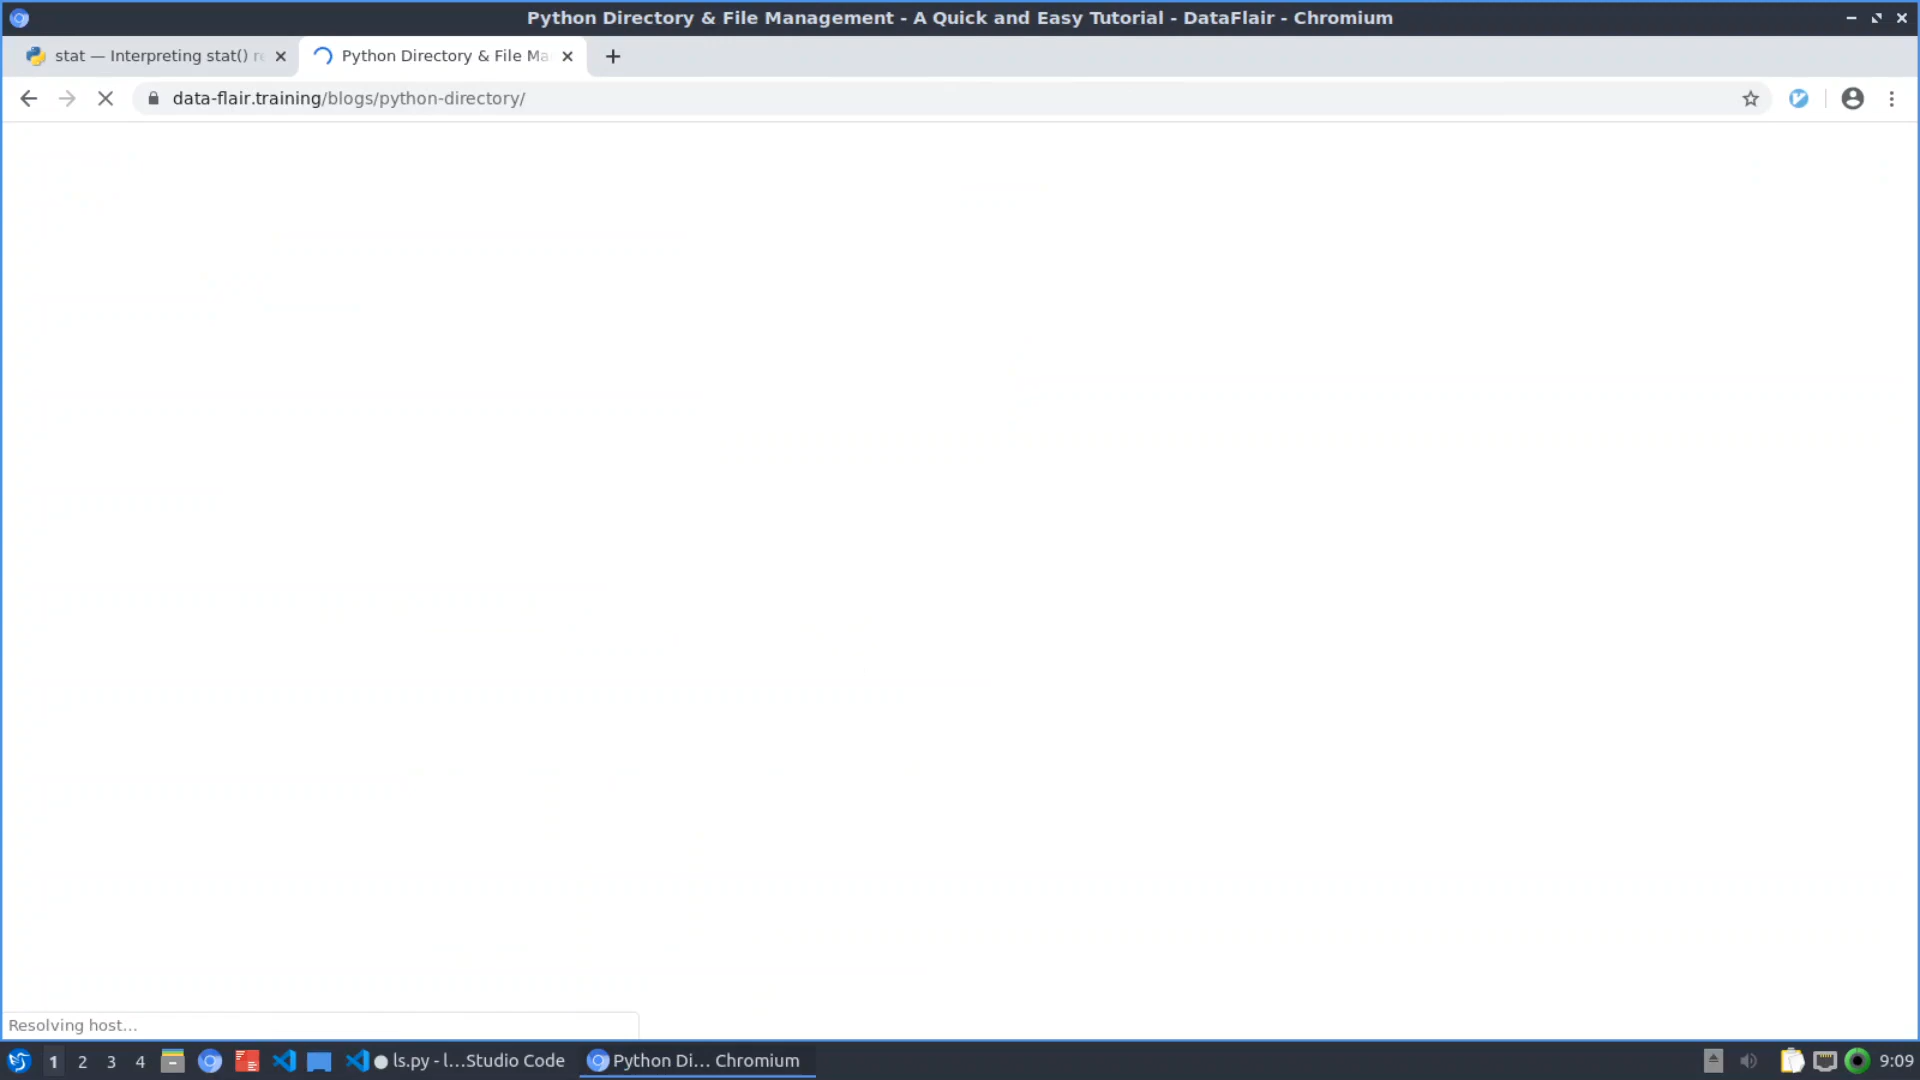 Python Directory & File Management - A Quick and Easy Tutorial - DataFlair - Chromium
stat — Interpreting stat() re
Python Directory & File Ma
data-flair.training/blogs/python-directory/
Resolving host...
1 2 3 4 ls.py - l...Studio Code Python Di... Chromium 9:09